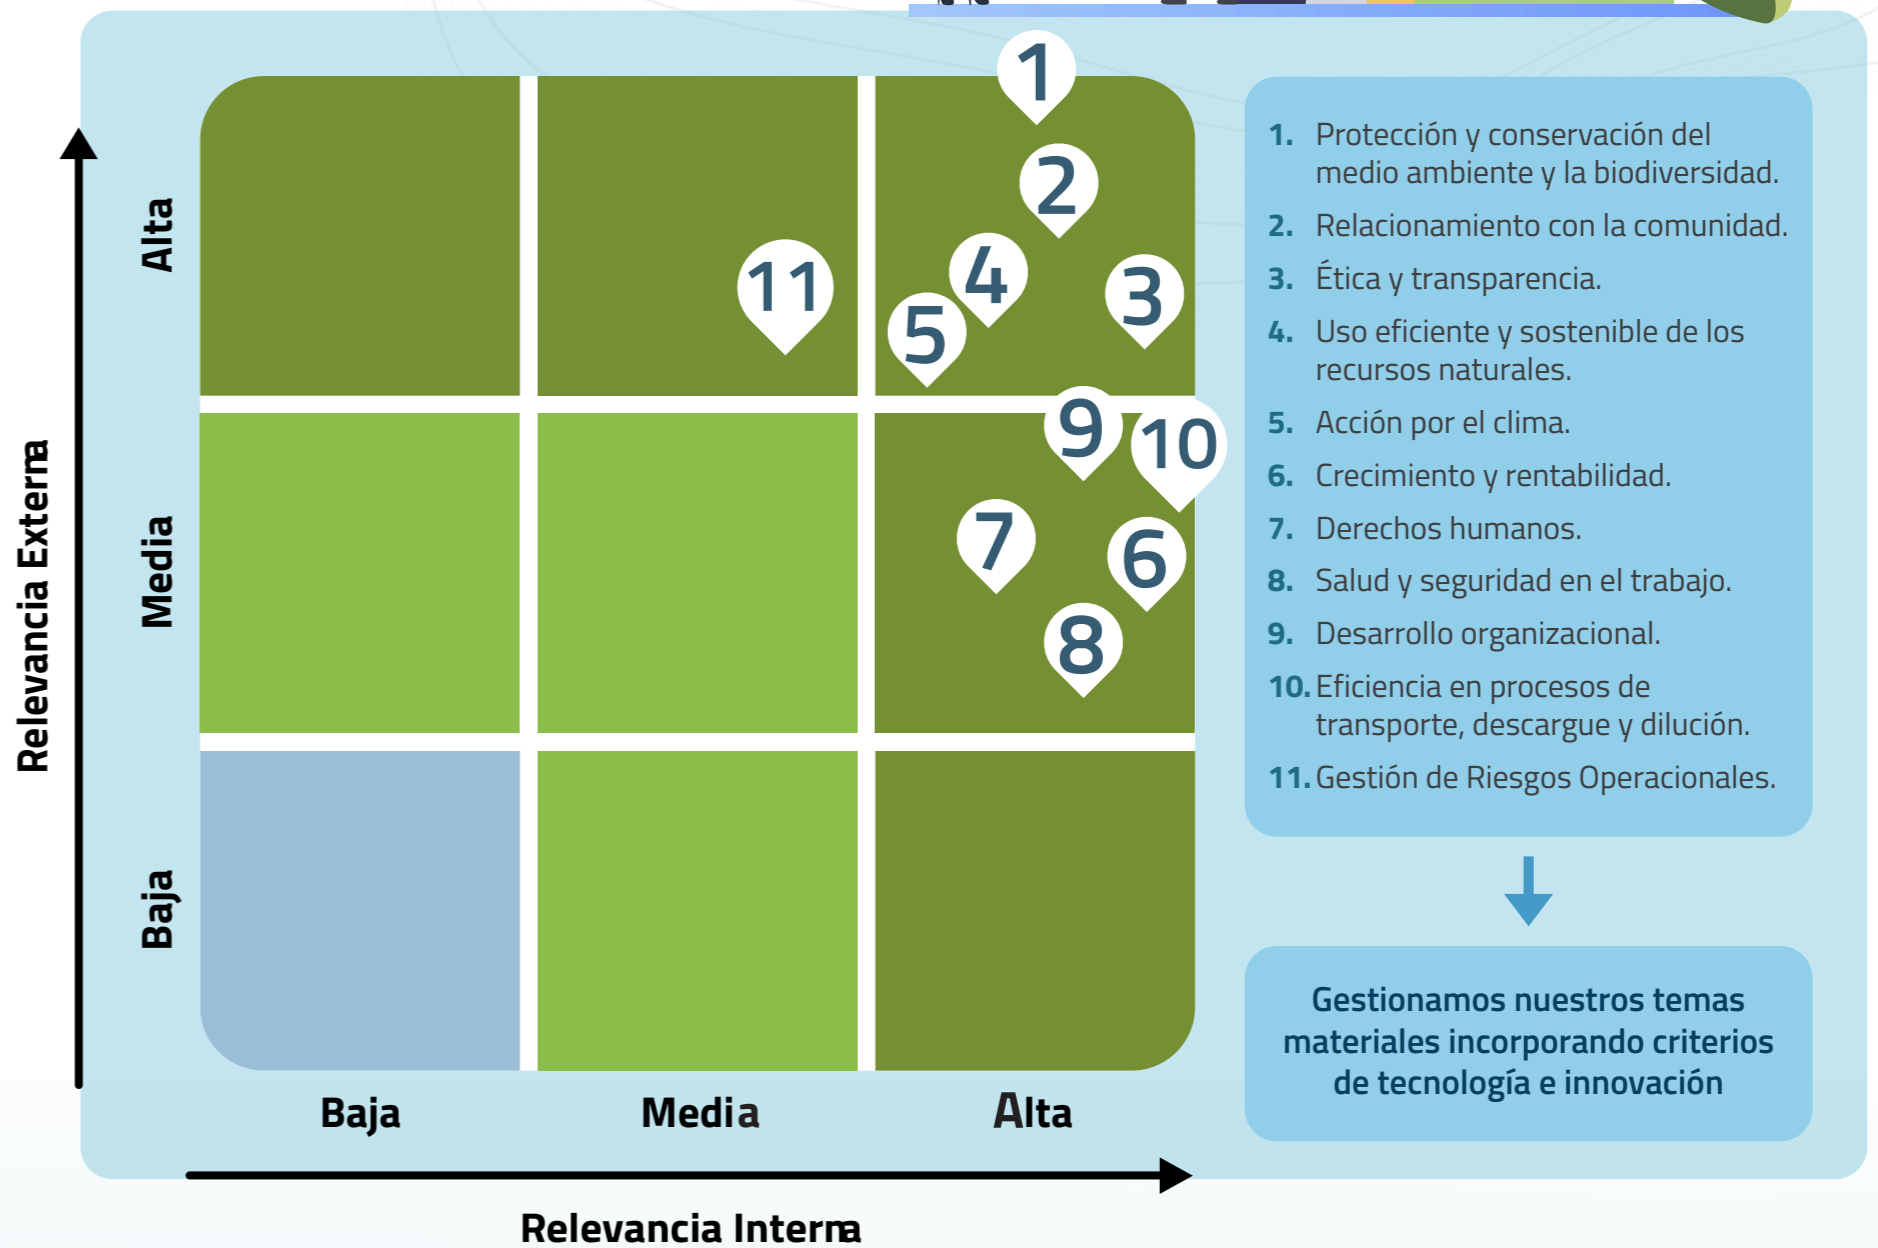 Relevancia Externa
Alta
Media
Baja
1
2
11
4
3
5
9
10
7
6
8
Baja
Media
Alta
Relevancia Interna
1. Protección y conservación del
medio ambiente y la biodiversidad.
2. Relacionamiento con la comunidad.
3. Ética y transparencia.
4. Uso eficiente y sostenible de los
recursos naturales.
5. Acción por el clima.
6. Crecimiento y rentabilidad.
7. Derechos humanos.
8. Salud y seguridad en el trabajo.
9. Desarrollo organizacional.
10. Eficiencia en procesos de
transporte, descargue y dilución.
11. Gestión de Riesgos Operacionales.
Gestionamos nuestros temas
materiales incorporando criterios
de tecnología e innovación